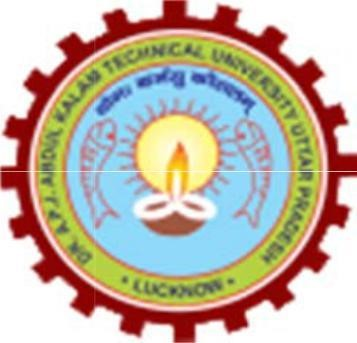 DR. A.P.J. ABDUL KALAM TECHNICAL UNIVERSITY UTTAR PRADESH
योगः कर्मसु कौशलम्
• LUCKNOW •